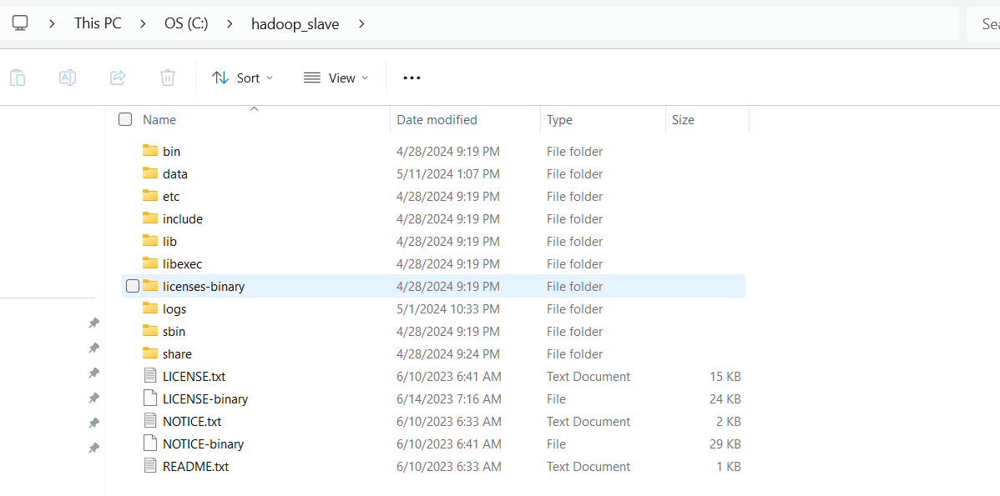 This PC > OS (C:) > hadoop_slave > Sea
Sort View
Name Date modified Type Size
bin 4/28/2024 9:19 PM File folder
data 5/11/2024 1:07 PM File folder
etc 4/28/2024 9:19 PM File folder
include 4/28/2024 9:19 PM File folder
lib 4/28/2024 9:19 PM File folder
libexec 4/28/2024 9:19 PM File folder
licenses-binary 4/28/2024 9:19 PM File folder
logs 5/1/2024 10:33 PM File folder
sbin 4/28/2024 9:19 PM File folder
share 4/28/2024 9:24 PM File folder
LICENSE.txt 6/10/2023 6:41 AM Text Document 15 KB
LICENSE-binary 6/14/2023 7:16 AM File 24 KB
NOTICE.txt 6/10/2023 6:33 AM Text Document 2 KB
NOTICE-binary 6/10/2023 6:41 AM File 29 KB
README.txt 6/10/2023 6:33 AM Text Document 1 KB